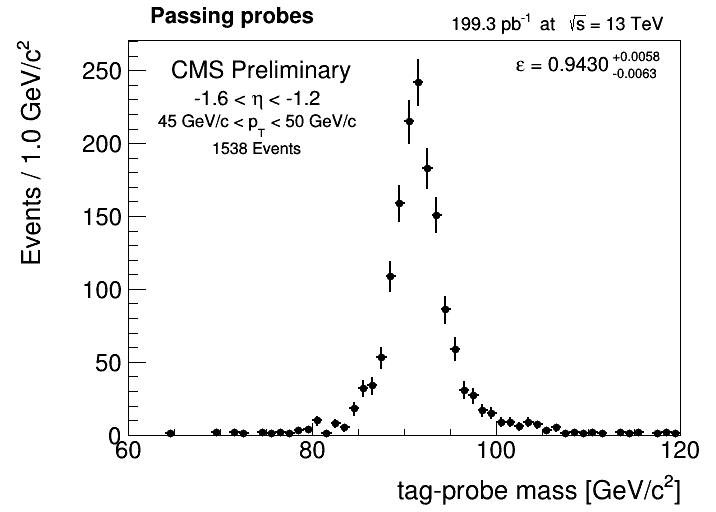 Passing probes
199.3 pb⁻¹ at √s = 13 TeV
CMS Preliminary
-1.6 < η < -1.2
45 GeV/c < p_T < 50 GeV/c
1538 Events
ε = 0.9430 +0.0058 -0.0063
Events / 1.0 GeV/c²
250
200
150
100
50
0
60 80 100 120
tag-probe mass [GeV/c²]